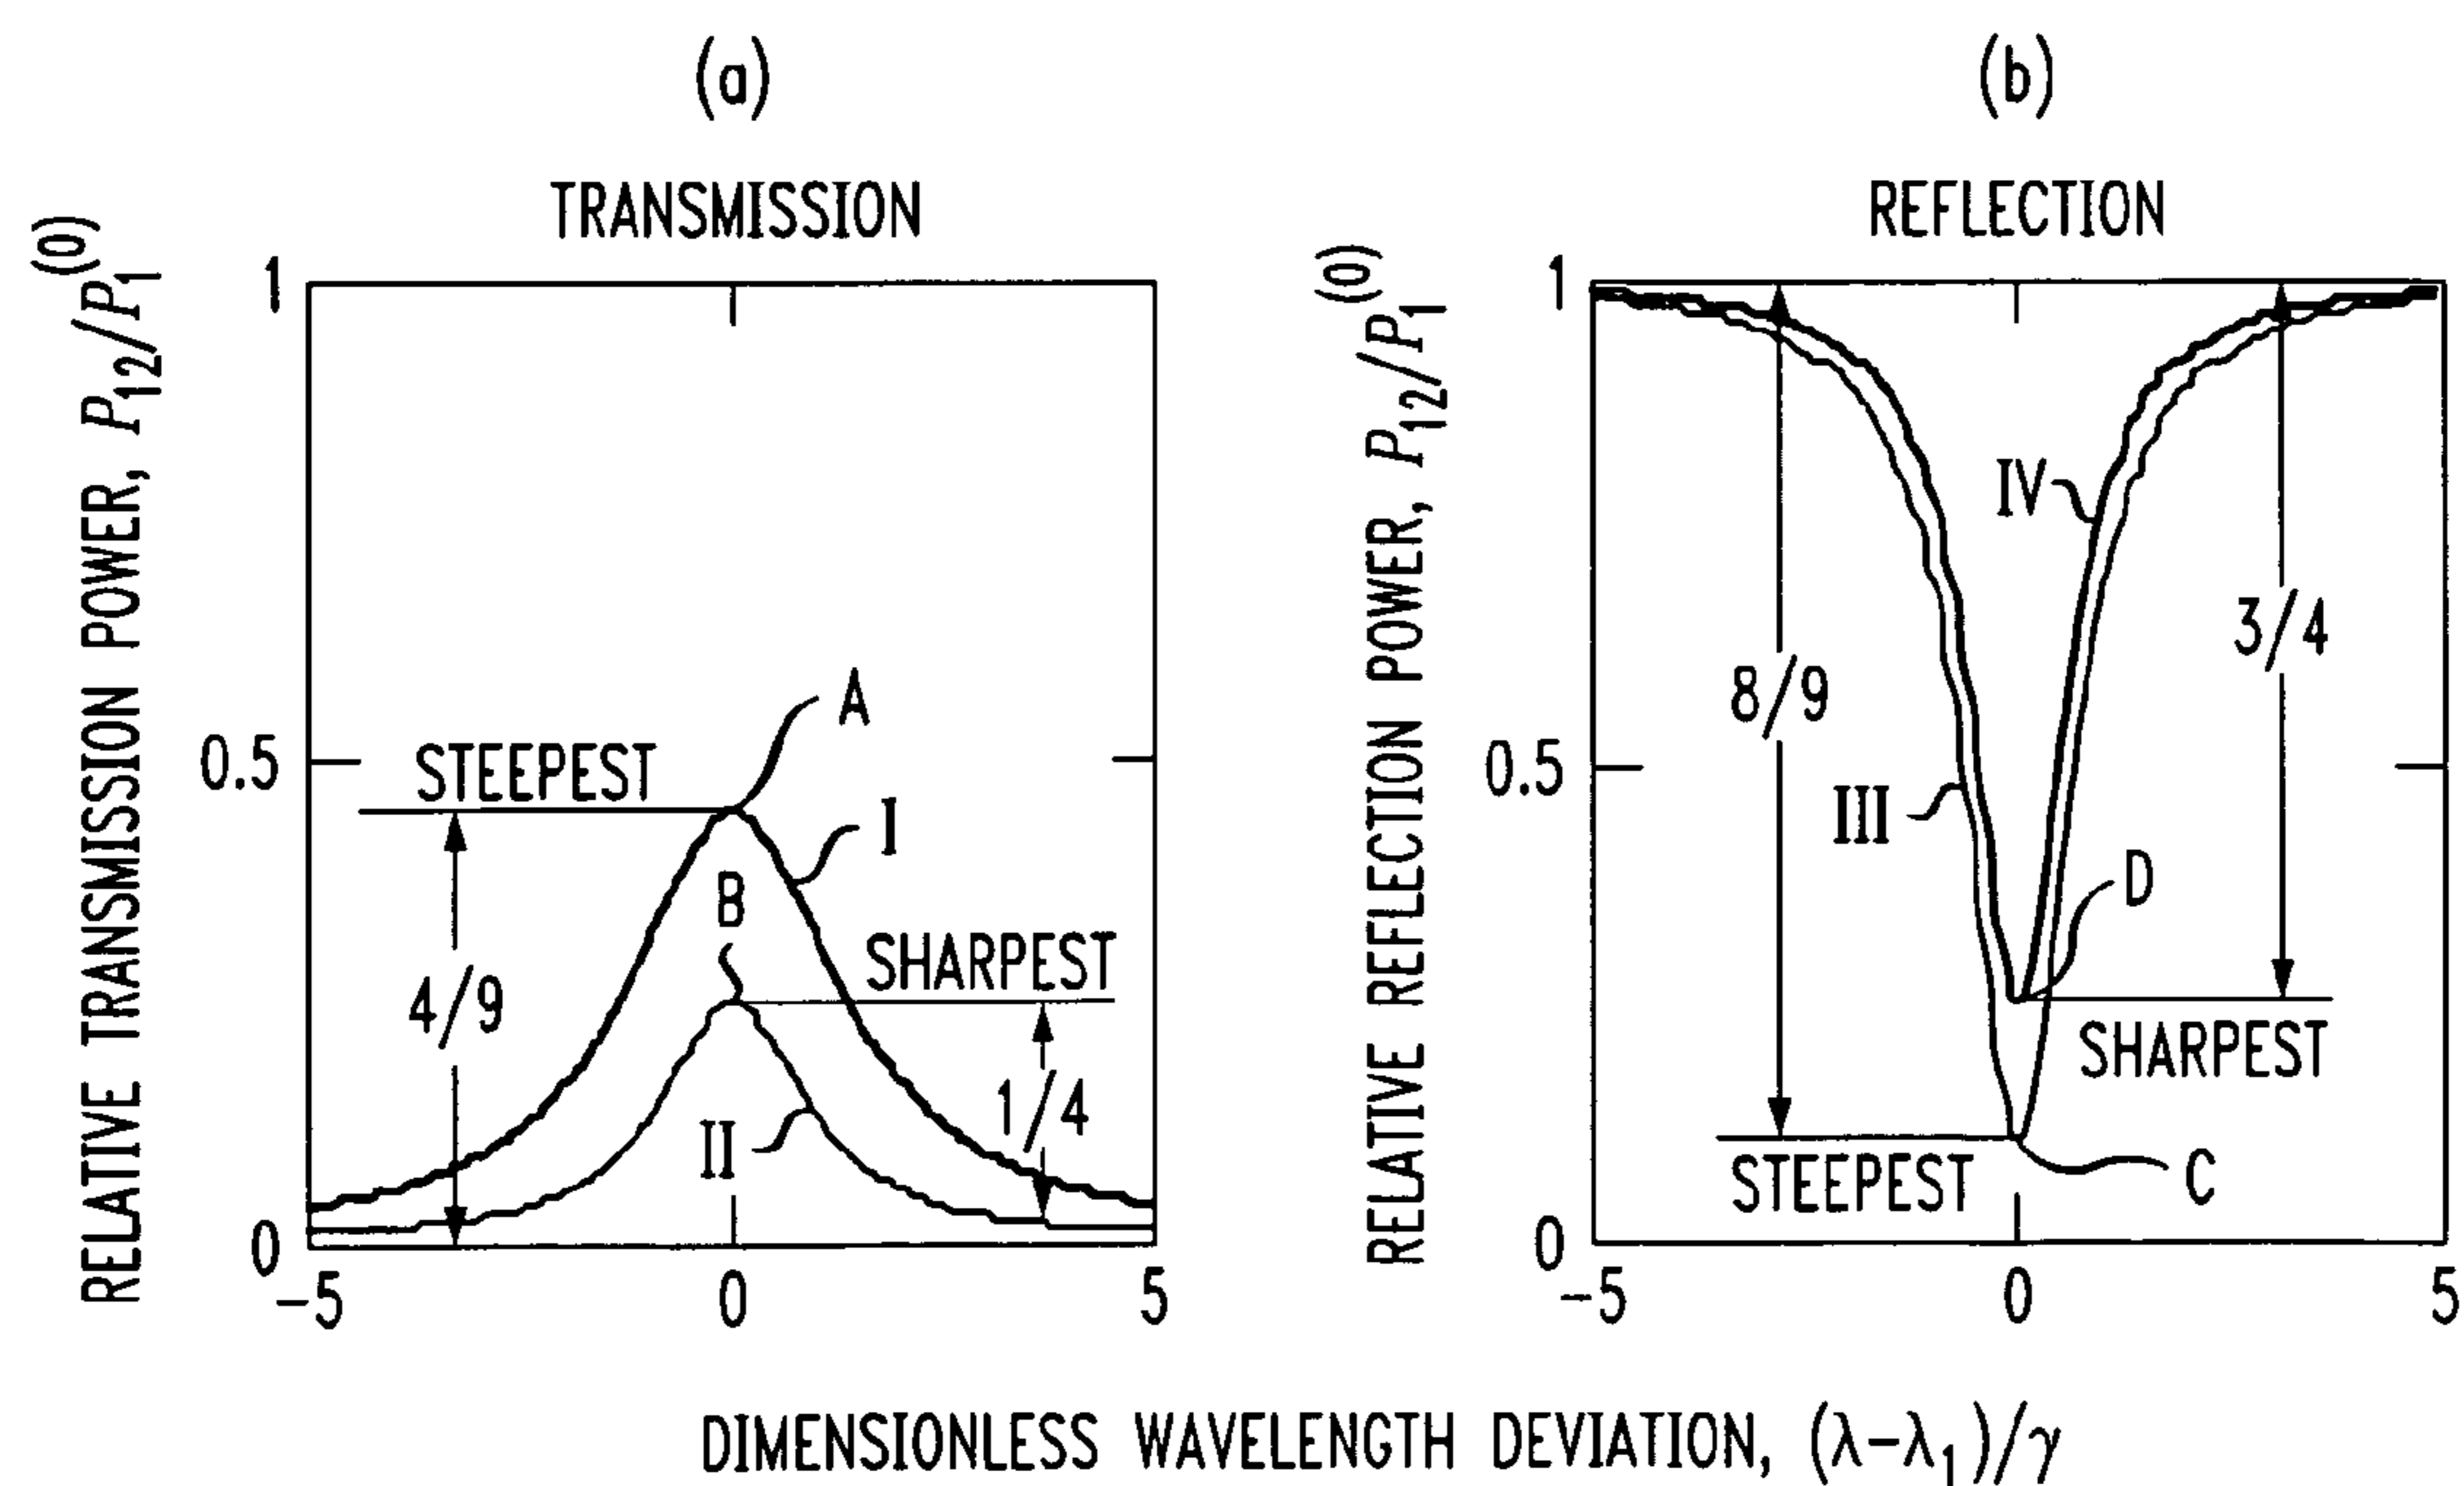 (a)
TRANSMISSION
RELATIVE TRANSMISSION POWER, P12//P1(0)
1
0.5
0
-5
0
5
STEEPEST
A
I
B
SHARPEST
4/9
1/4
II
(b)
REFLECTION
RELATIVE REFLECTION POWER, P12//P1(0)
1
0.5
0
-5
0
5
IV
3/4
8/9
III
D
SHARPEST
STEEPEST
C
DIMENSIONLESS WAVELENGTH DEVIATION, (λ-λ1)/γ